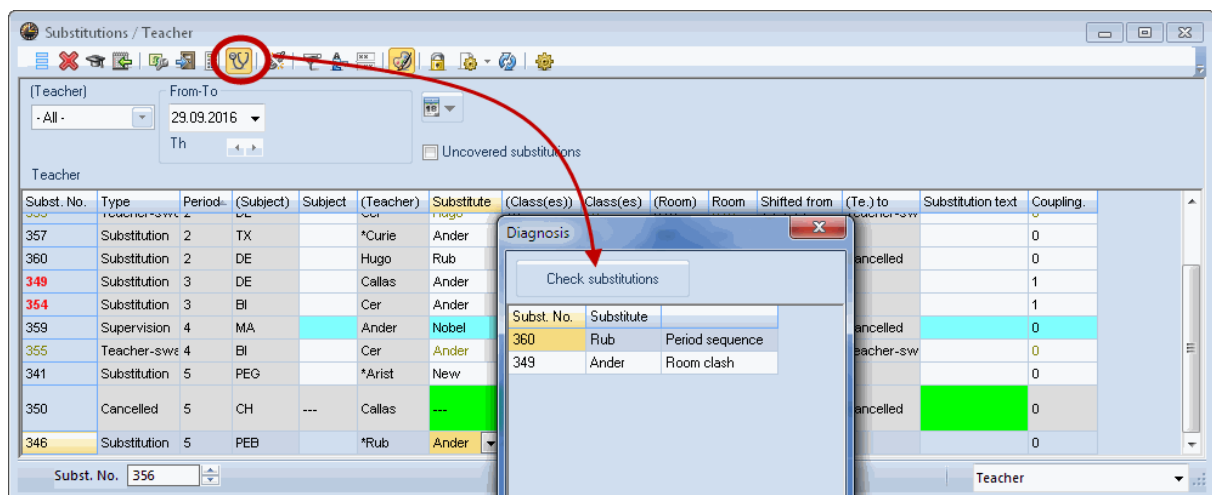 Substitutions / Teacher
(Teacher) From-To
- All - 29.09.2016
Th
Uncovered substitutions
Teacher
Subst. No. Type Period (Subject) Subject (Teacher) Substitute (Class(es)) Class(es) (Room) Room Shifted from (Te.) to Substitution text Coupling.
357 Substitution 2 TX *Curie Ander 0
360 Substitution 2 DE Hugo Rub ancelled 0
349 Substitution 3 DE Callas Ander 1
354 Substitution 3 BI Cer Ander 1
359 Supervision 4 MA Ander Nobel ancelled 0
355 Teacher-swa 4 BI Cer Ander eacher-sw 0
341 Substitution 5 PEG *Arist New 0
350 Cancelled 5 CH --- Callas --- ancelled 0
346 Substitution 5 PEB *Rub Ander 0
Diagnosis
Check substitutions
Subst. No. Substitute
360 Rub Period sequence
349 Ander Room clash
Subst. No. 356 Teacher